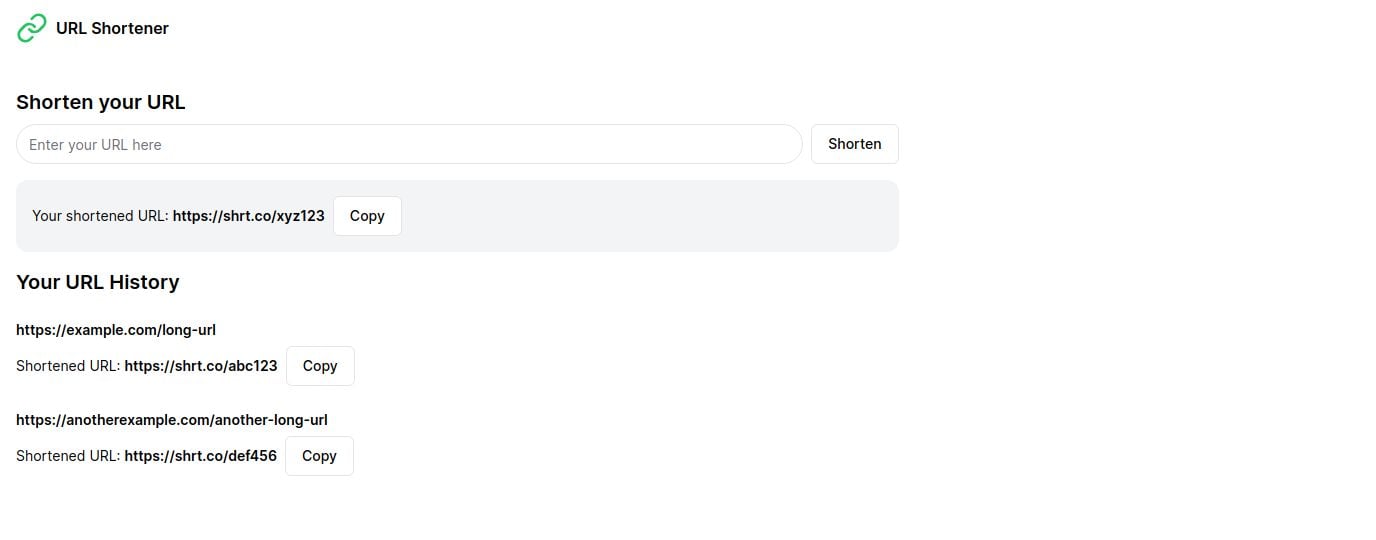 URL Shortener
Shorten your URL
Enter your URL here
Shorten
Your shortened URL: https://shrt.co/xyz123 Copy
Your URL History
https://example.com/long-url
Shortened URL: https://shrt.co/abc123 Copy
https://anotherexample.com/another-long-url
Shortened URL: https://shrt.co/def456 Copy